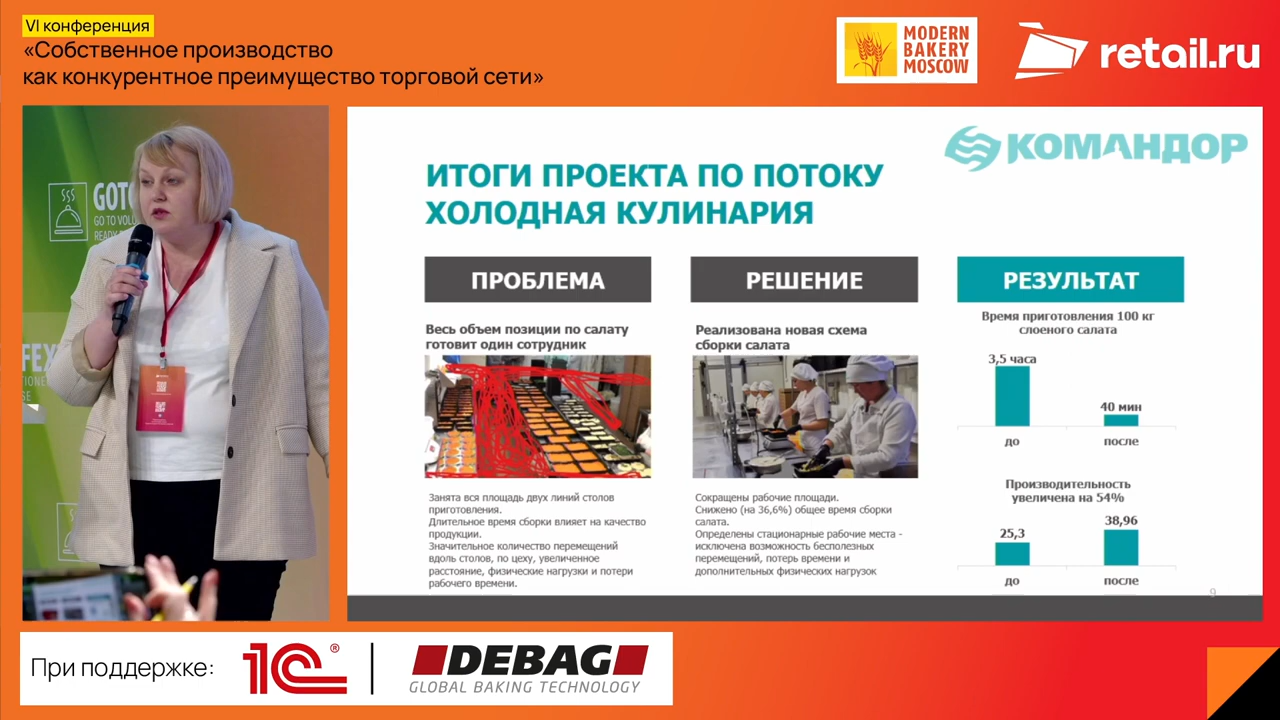 VI конференция
«Собственное производство
как конкурентное преимущество торговой сети»
MODERN
BAKERY
MOSCOW
retail.ru
GO TO VOLU
КОМАНДОР
ИТОГИ ПРОЕКТА ПО ПОТОКУ
ХОЛОДНАЯ КУЛИНАРИЯ
ПРОБЛЕМА
Весь объем позиции по салату
готовит один сотрудник
Занята вся площадь двух линий столов
приготовления.
Длительное время сборки влияет на качество
продукции.
Значительное количество перемещений
вдоль столов, по цеху, увеличенное
расстояние, физические нагрузки и потери
рабочего времени.
РЕШЕНИЕ
Реализована новая схема
сборки салата
Сокращены рабочие площади.
Снижено (на 36,6%) общее время сборки
салата.
Определены стационарные рабочие места -
исключена возможность бесполезных
перемещений, потерь времени и
дополнительных физических нагрузок
РЕЗУЛЬТАТ
Время приготовления 100 кг
слоеного салата
3,5 часа
40 мин
до
после
Производительность
увеличена на 54%
25,3
38,96
до
после
9
При поддержке:
1С®
DEBAG
GLOBAL BAKING TECHNOLOGY